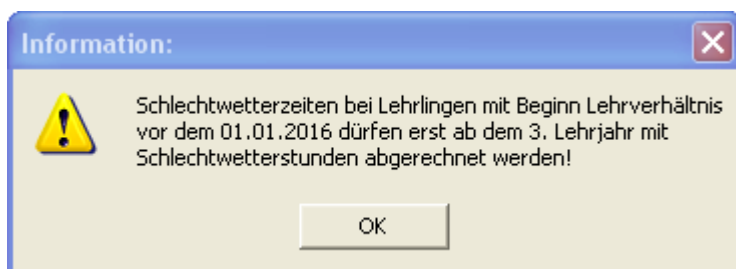 Information:
Schlechtwetterzeiten bei Lehrlingen mit Beginn Lehrverhältnis
vor dem 01.01.2016 dürfen erst ab dem 3. Lehrjahr mit
Schlechtwetterstunden abgerechnet werden!
OK